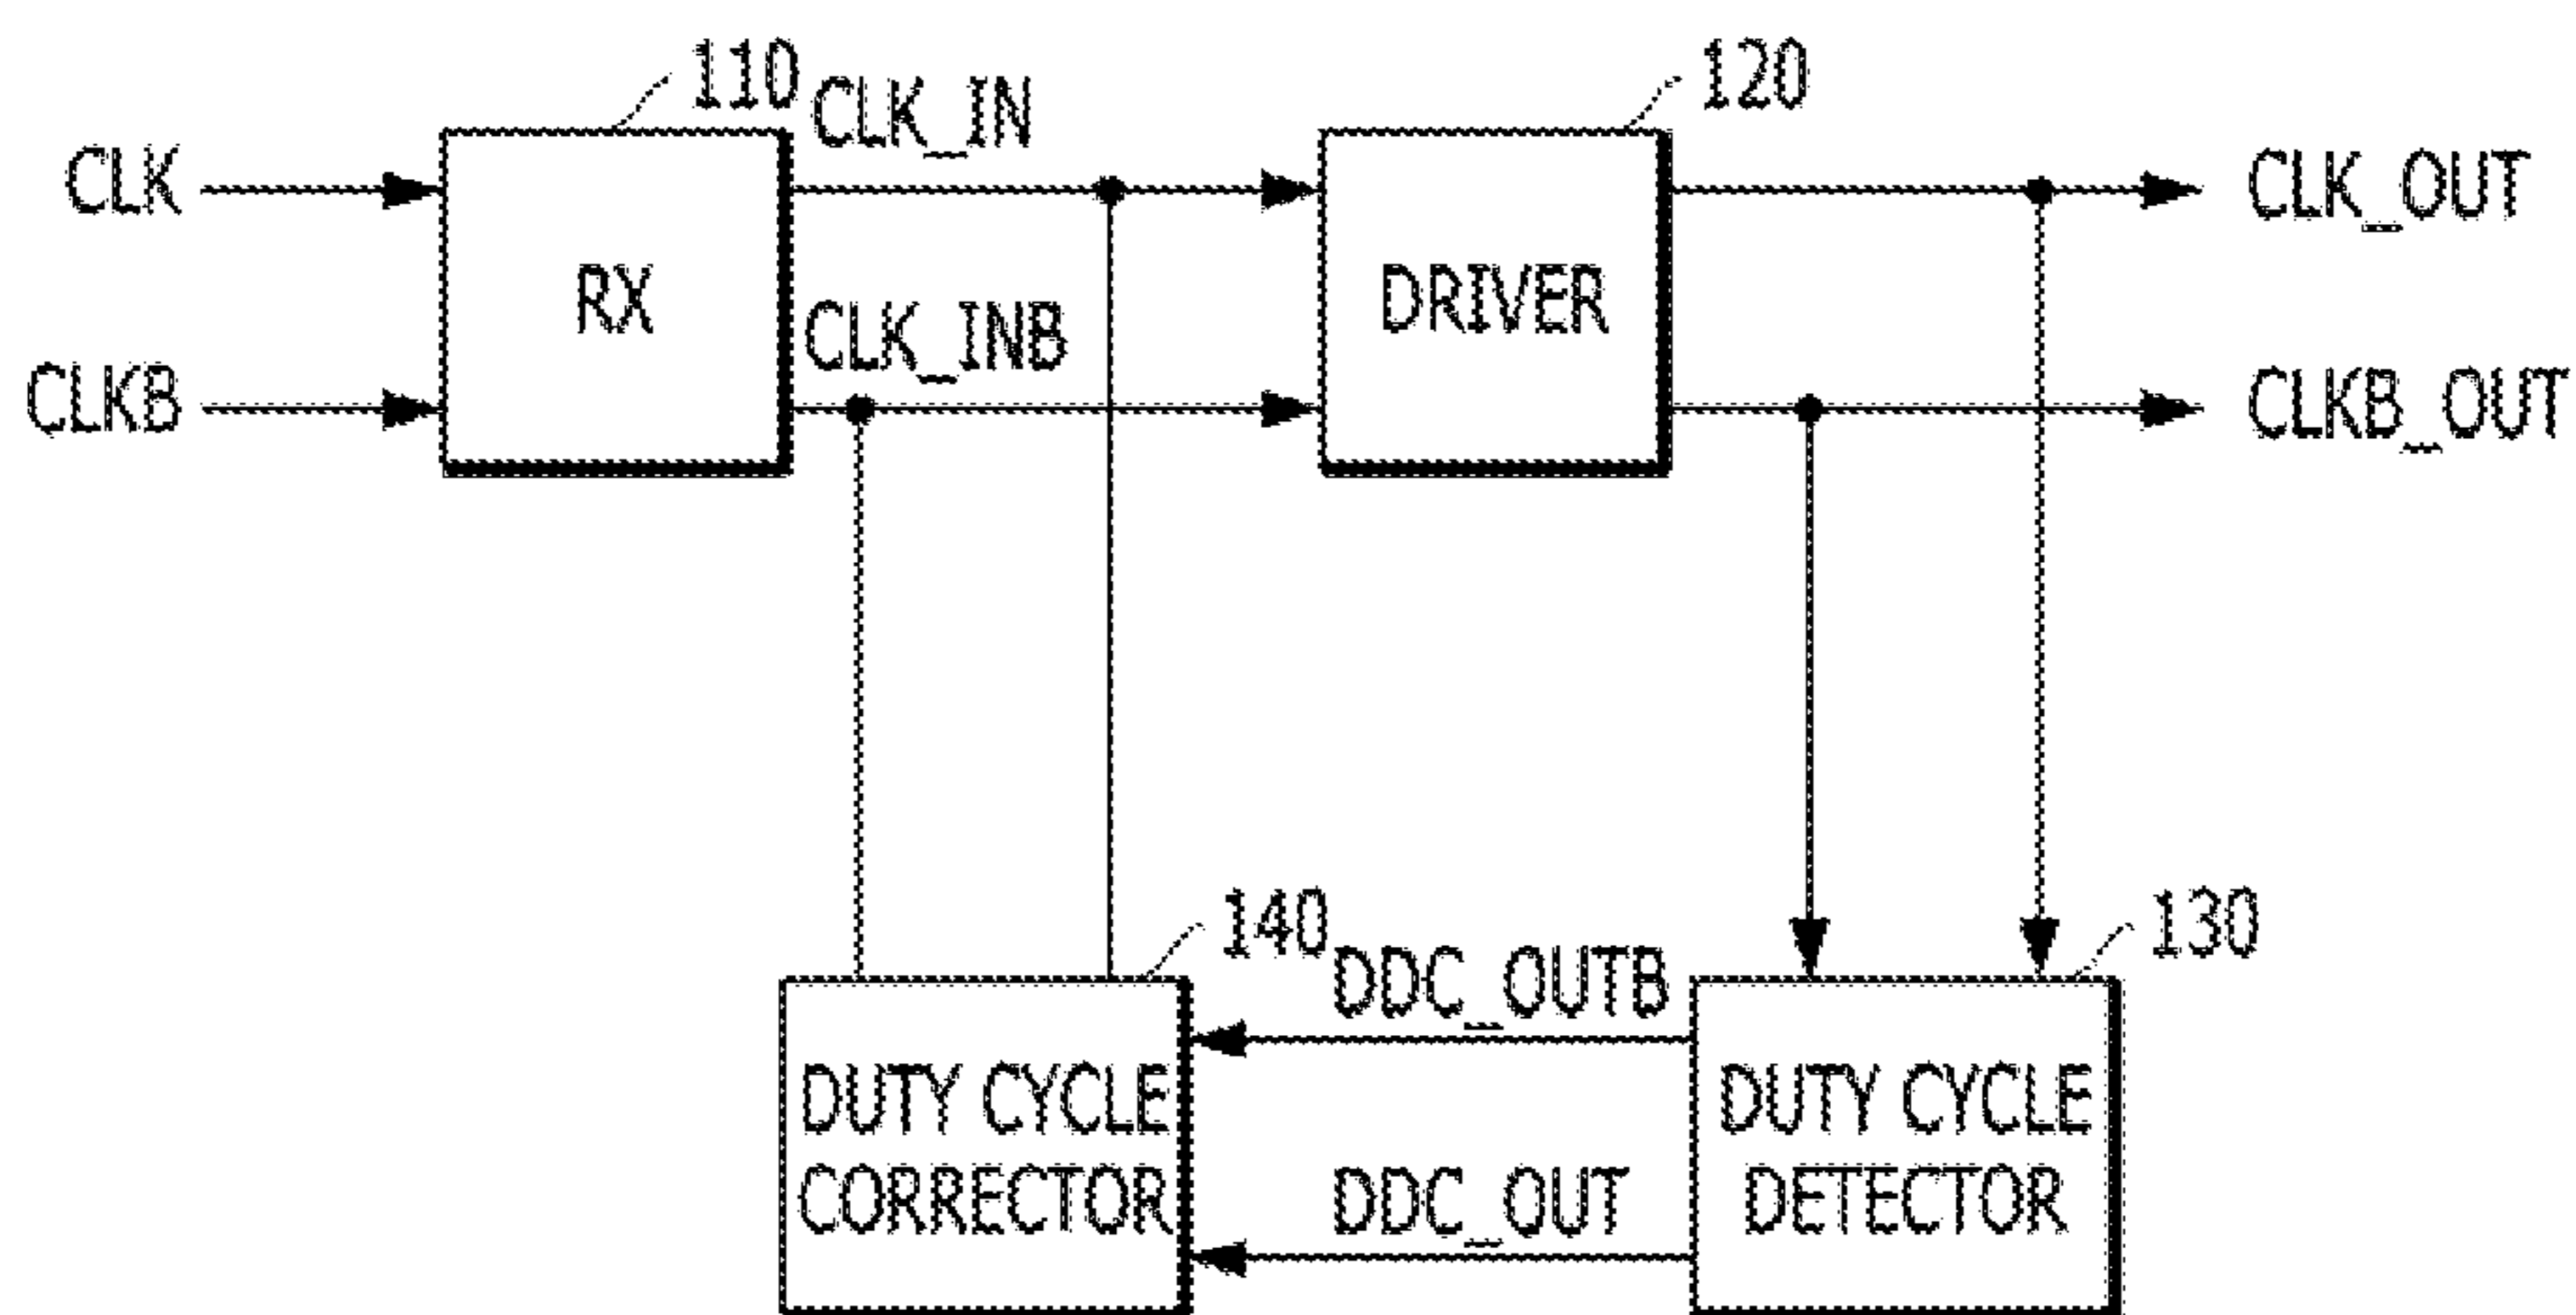 110
CLK_IN
120
CLK
CLK_OUT
RX
DRIVER
CLK_INB
CLKB
CLKB_OUT
140
DDC_OUTB
130
DUTY CYCLE
CORRECTOR
DDC_OUT
DUTY CYCLE
DETECTOR